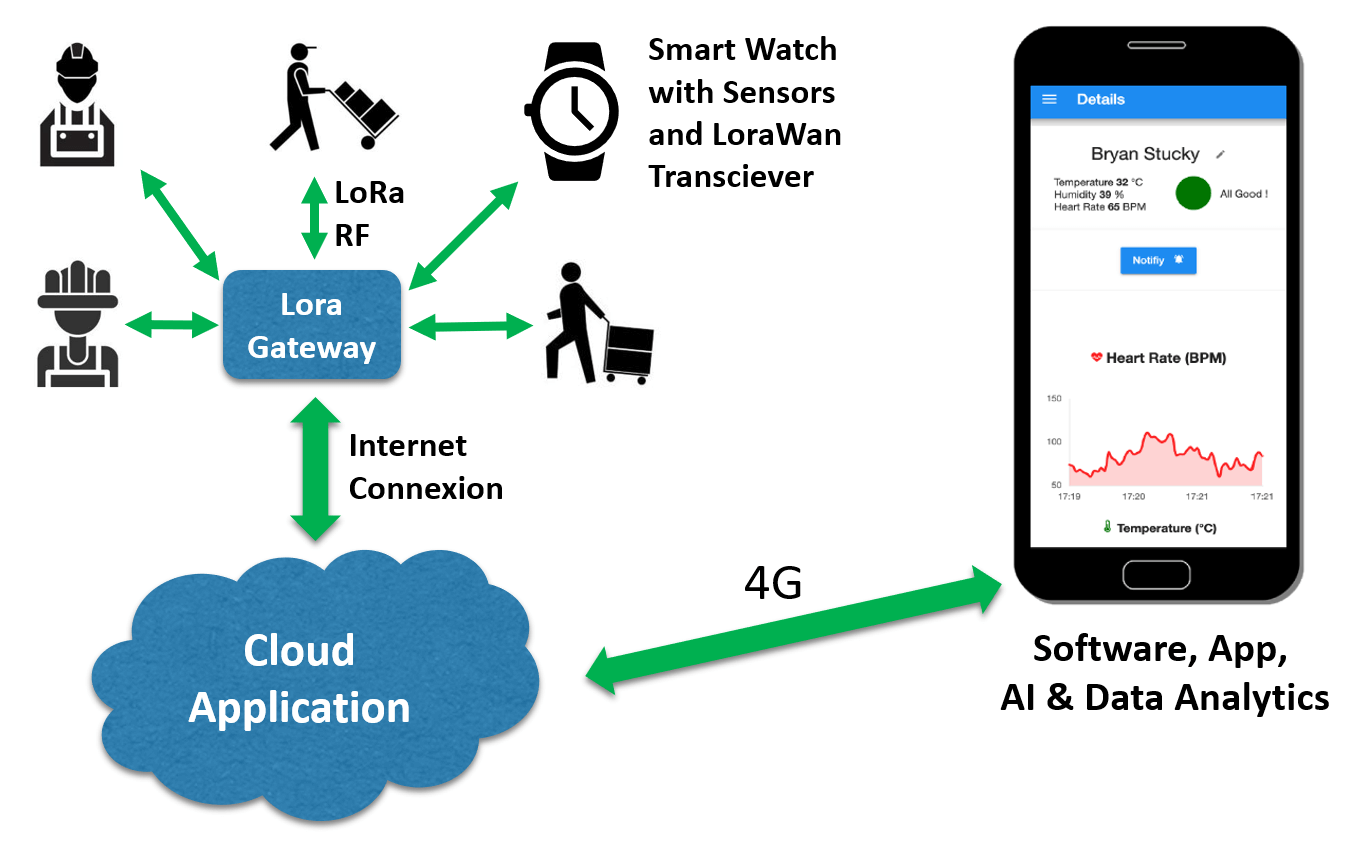 Smart Watch
with Sensors
and LoraWan
Transciever
LoRa
RF
Lora
Gateway
Internet
Connexion
Cloud
Application
4G
Details
Bryan Stucky
Temperature 32 °C
Humidity 39 %
Heart Rate 65 BPM
All Good !
Notifiy
Heart Rate (BPM)
150
100
50
17:19 17:20 17:21 17:21
Temperature (°C)
Software, App,
AI & Data Analytics